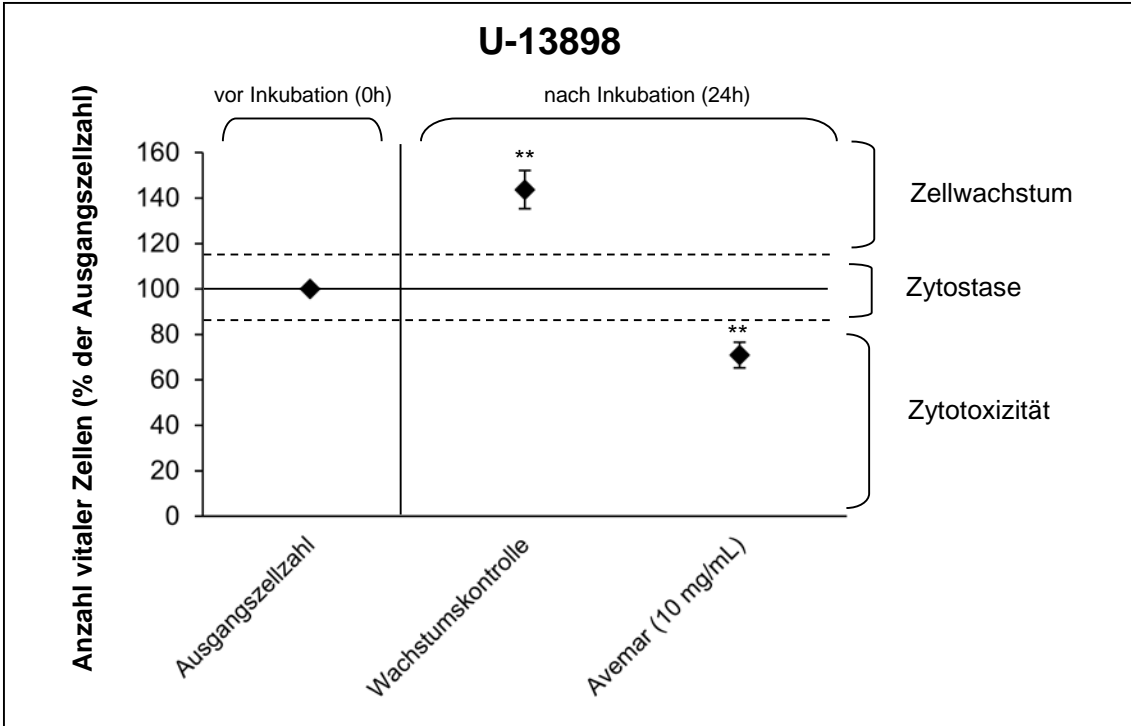 U-13898
vor Inkubation (0h)
nach Inkubation (24h)
Anzahl vitaler Zellen (% der Ausgangszellzahl)
160
140
120
100
80
60
40
20
0
**
**
Zellwachstum
Zytostase
Zytotoxizität
Ausgangszellzahl
Wachstumskontrolle
Avemar (10 mg/mL)